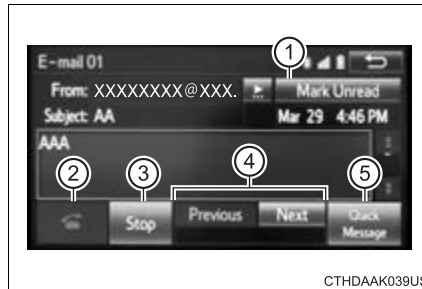 1
E-mail 01
From: XXXXXXXX@XXX. Mark Unread
Subject: AA Mar 29 4:46 PM
AAA
2 3 4 5
Stop Previous Next Quick
Message
CTHDAAK039US